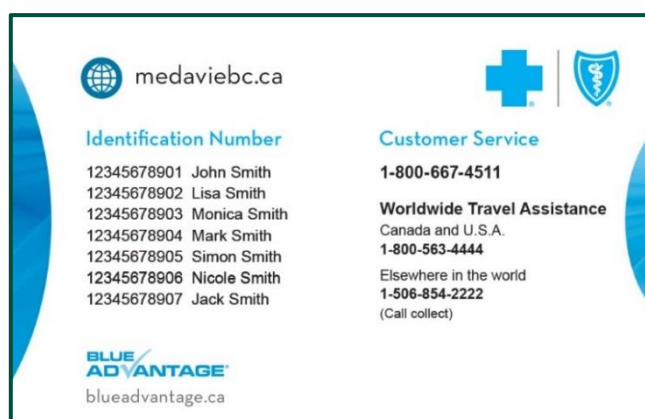 medaviebc.ca
Identification Number
12345678901 John Smith
12345678902 Lisa Smith
12345678903 Monica Smith
12345678904 Mark Smith
12345678905 Simon Smith
12345678906 Nicole Smith
12345678907 Jack Smith
BLUE
ADVANTAGE®
blueadvantage.ca
Customer Service
1-800-667-4511
Worldwide Travel Assistance
Canada and U.S.A.
1-800-563-4444
Elsewhere in the world
1-506-854-2222
(Call collect)